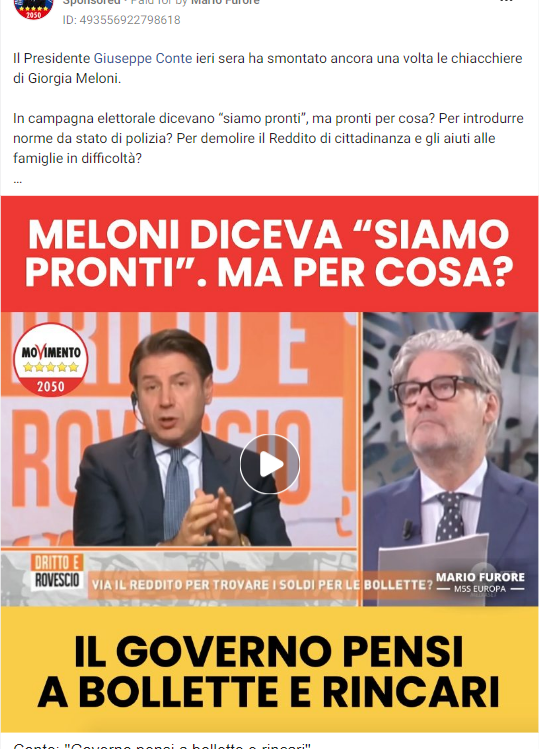 Sponsored • Paid for by Mario Furore
ID: 493556922798618
2050
Il Presidente Giuseppe Conte ieri sera ha smontato ancora una volta le chiacchiere
di Giorgia Meloni.
In campagna elettorale dicevano “siamo pronti”, ma pronti per cosa? Per introdurre
norme da stato di polizia? Per demolire il Reddito di cittadinanza e gli aiuti alle
famiglie in difficoltà?
...
MELONI DICEVA “SIAMO
PRONTI”. MA PER COSA?
MOVIMENTO
2050
DRITTO E
ROVESCIO
DRITTO E
ROVESCIO
VIA IL REDDITO PER TROVARE I SOLDI PER LE BOLLETTE?
MARIO FURORE
M5S EUROPA
IL GOVERNO PENSI
A BOLLETTE E RINCARI
Conte: "Governo pensi a bollette e rincari"